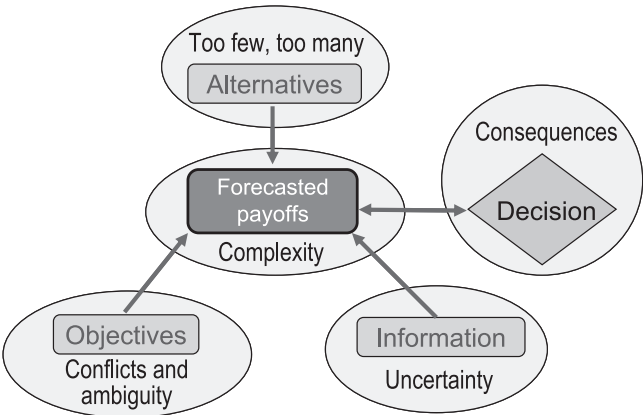 Too few, too many
Alternatives
Consequences
Decision
Forecasted
payoffs
Complexity
Objectives
Conflicts and
ambiguity
Information
Uncertainty